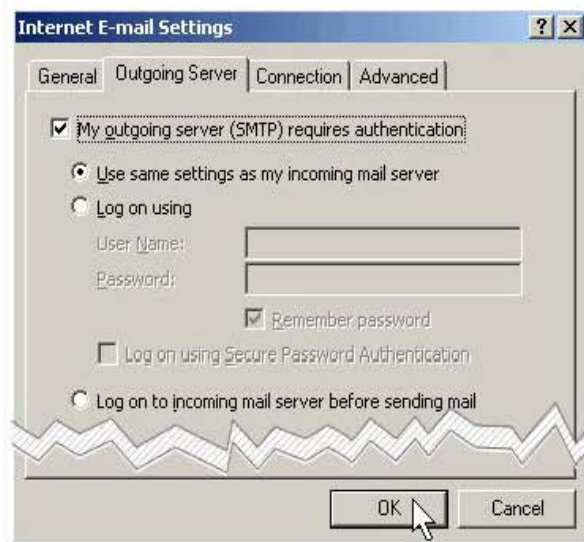 Internet E-mail Settings
General Outgoing Server Connection Advanced
My outgoing server (SMTP) requires authentication
Use same settings as my incoming mail server
Log on using
User Name:
Password:
Remember password
Log on using Secure Password Authentication
Log on to incoming mail server before sending mail
OK Cancel